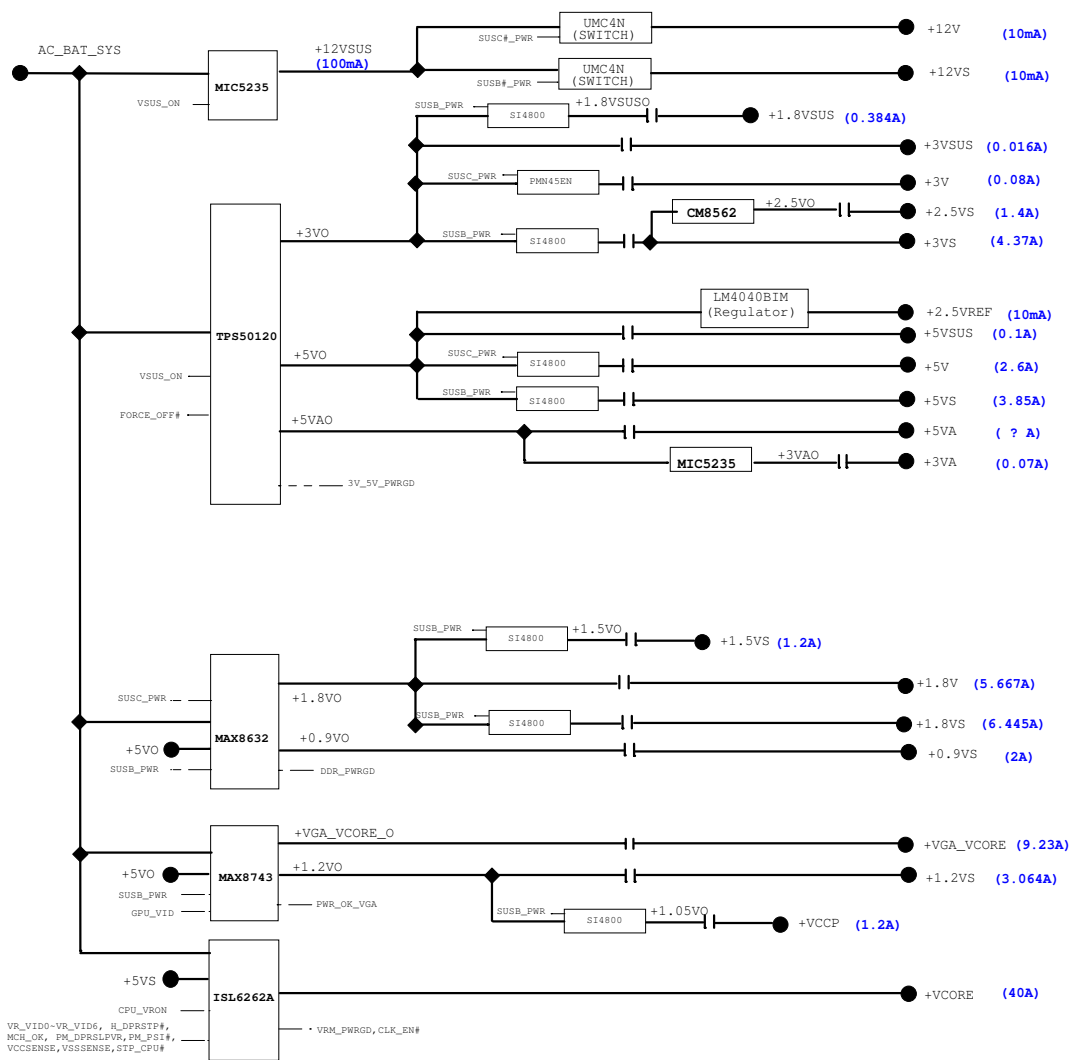 AC_BAT_SYS
MIC5235
VSUS_ON
+12VSUS
(100mA)
SUSC#_PWR
UMC4N
(SWITCH)
+12V (10mA)
SUSB#_PWR
UMC4N
(SWITCH)
+12VS (10mA)
SUSB_PWR
SI4800
+1.8VSUSO
+1.8VSUS (0.384A)
+3VSUS (0.016A)
SUSC_PWR
PMN45EN
+3V (0.08A)
CM8562
+2.5VO
+2.5VS (1.4A)
+3VO
SUSB_PWR
SI4800
+3VS (4.37A)
TPS50120
LM4040BIM
(Regulator)
+2.5VREF (10mA)
+5VSUS (0.1A)
+5VO
SUSC_PWR
SI4800
+5V (2.6A)
VSUS_ON
SUSB_PWR
SI4800
+5VS (3.85A)
FORCE_OFF#
+5VAO
+5VA ( ? A)
MIC5235
+3VAO
+3VA (0.07A)
3V_5V_PWRGD
SUSB_PWR
SI4800
+1.5VO
+1.5VS (1.2A)
SUSC_PWR
+1.8VO
+1.8V (5.667A)
SUSB_PWR
SI4800
+1.8VS (6.445A)
MAX8632
+5VO
+0.9VO
+0.9VS (2A)
SUSB_PWR
DDR_PWRGD
+VGA_VCORE_O
+VGA_VCORE (9.23A)
MAX8743
+5VO
+1.2VO
+1.2VS (3.064A)
SUSB_PWR
GPU_VID
PWR_OK_VGA
SUSB_PWR
SI4800
+1.05VO
+VCCP (1.2A)
+5VS
ISL6262A
+VCORE (40A)
CPU_VRON
VR_VID0~VR_VID6, H_DPRSTP#,
MCH_OK, PM_DPRSLPVR,PM_PSI#,
VCCSENSE,VSSSENSE,STP_CPU#
VRM_PWRGD,CLK_EN#